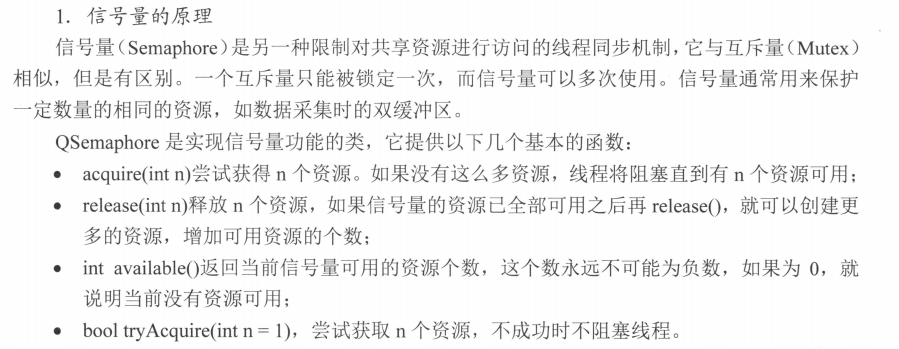 1. 信号量的原理
信号量(Semaphore)是另一种限制对共享资源进行访问的线程同步机制,它与互斥量(Mutex)
相似,但是有区别。一个互斥量只能被锁定一次,而信号量可以多次使用。信号量通常用来保护
一定数量的相同的资源,如数据采集时的双缓冲区。
QSemaphore 是实现信号量功能的类,它提供以下几个基本的函数:
• acquire(int n)尝试获得 n 个资源。如果没有这么多资源,线程将阻塞直到有 n 个资源可用;
• release(int n)释放 n 个资源,如果信号量的资源已全部可用之后再 release(),就可以创建更
多的资源,增加可用资源的个数;
• int available()返回当前信号量可用的资源个数,这个数永远不可能为负数,如果为 0,就
说明当前没有资源可用;
• bool tryAcquire(int n = 1),尝试获取 n 个资源,不成功时不阻塞线程。